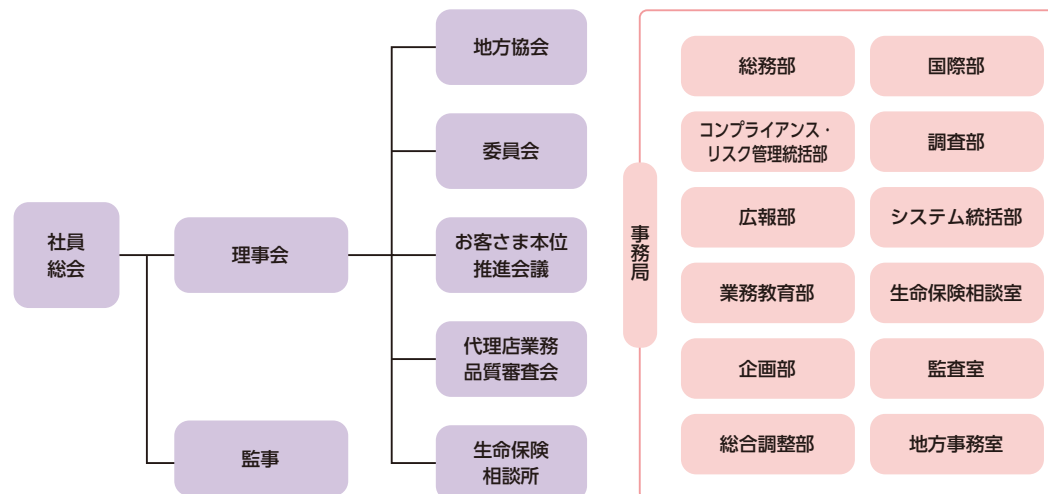 社員
総会
理事会
監事
地方協会
委員会
お客さま本位
推進会議
代理店業務
品質審査会
生命保険
相談所
事務局
総務部
国際部
コンプライアンス・
リスク管理統括部
調査部
広報部
システム統括部
業務教育部
生命保険相談室
企画部
監査室
総合調整部
地方事務室